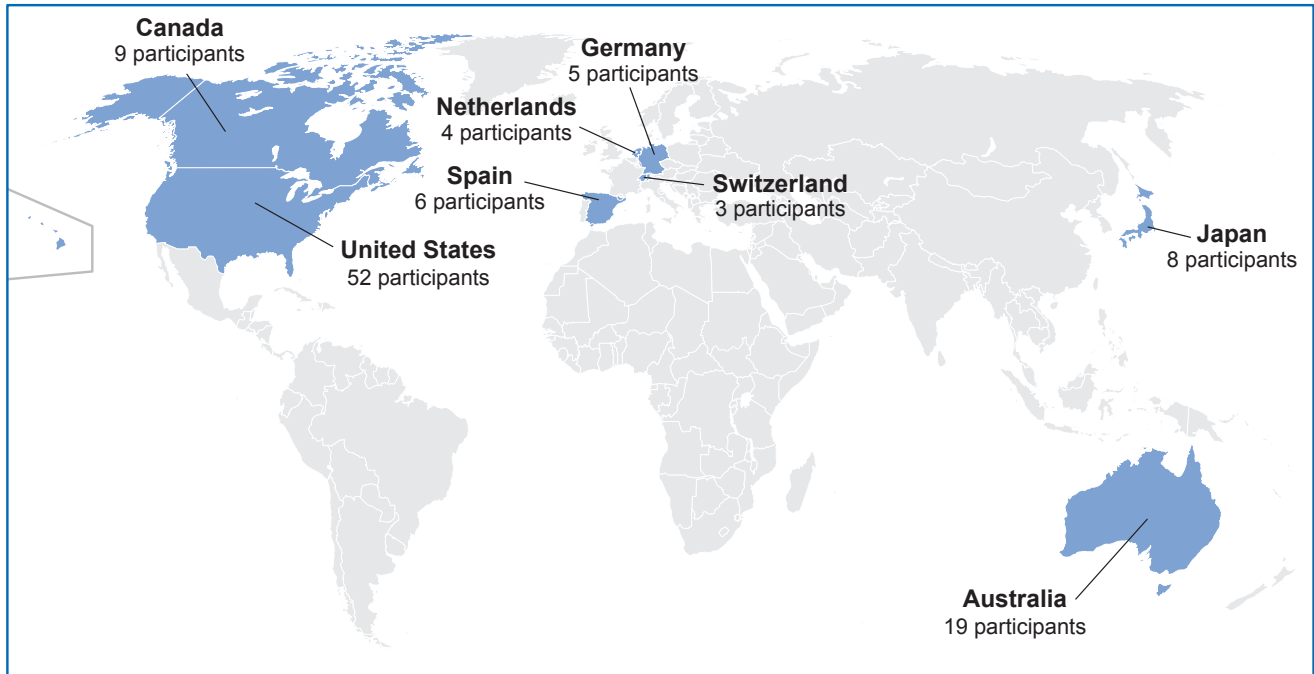 Canada
9 participants
Germany
5 participants
Netherlands
4 participants
Spain
6 participants
Switzerland
3 participants
United States
52 participants
Japan
8 participants
Australia
19 participants